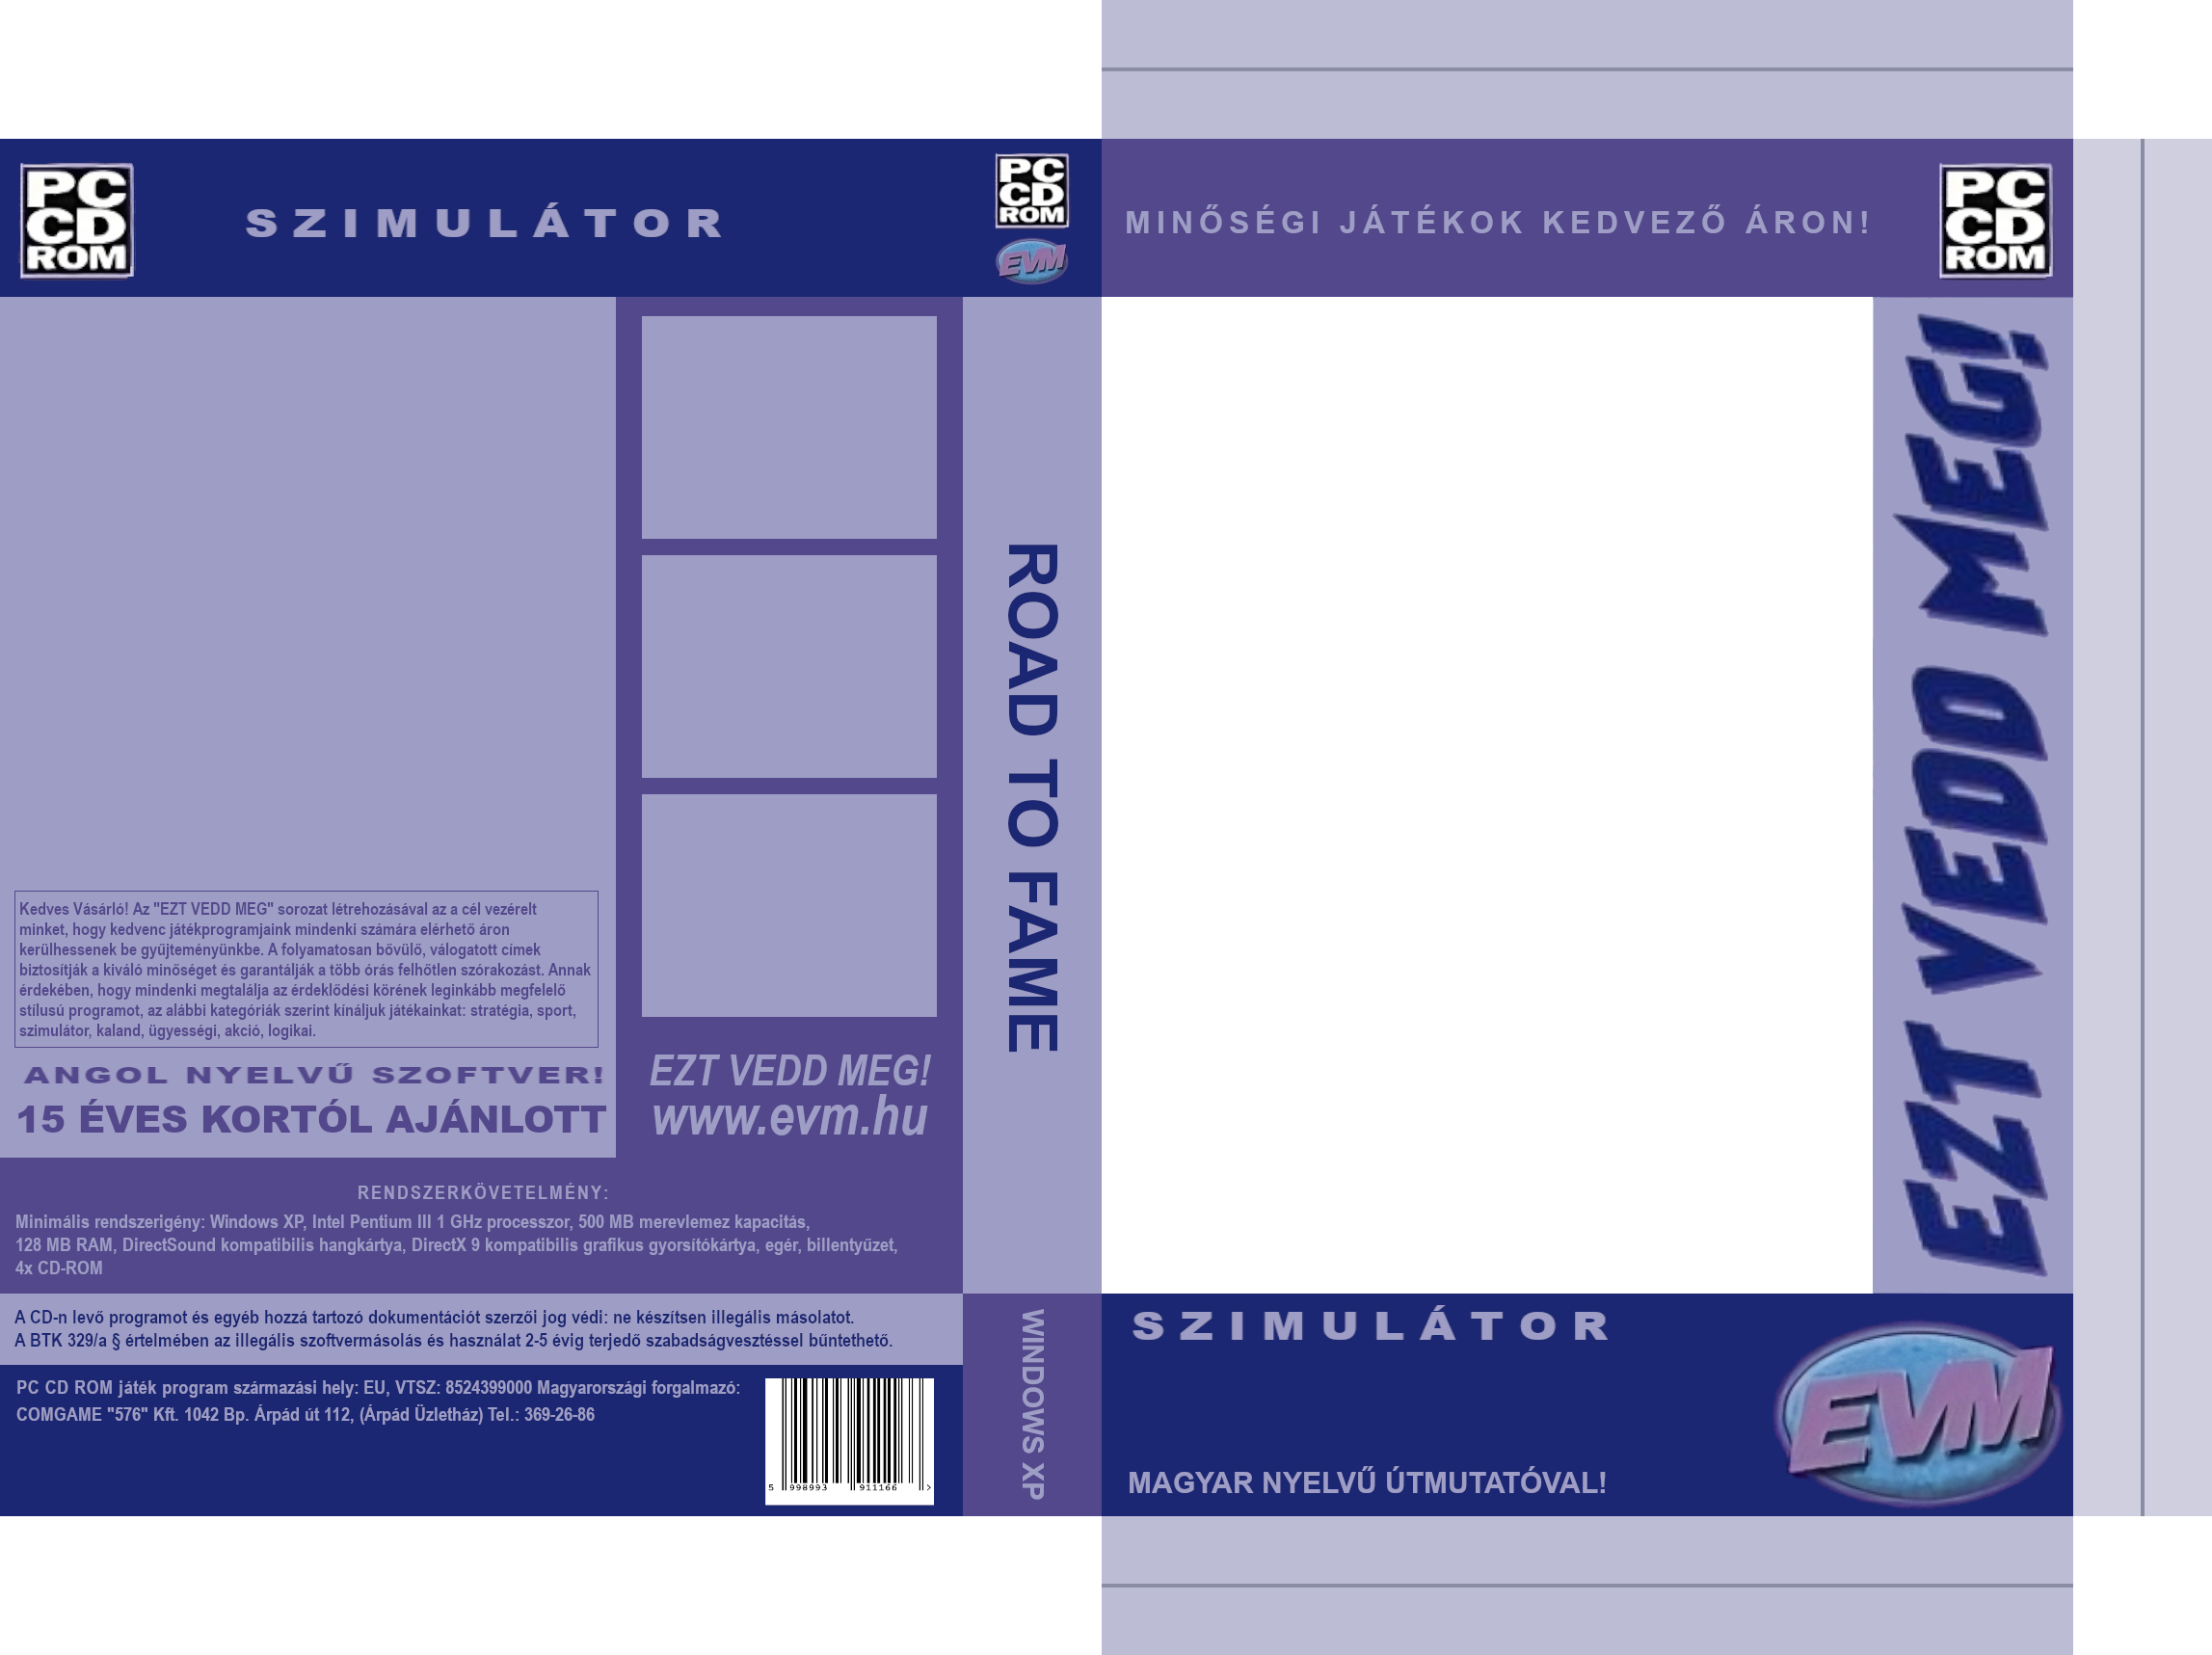 PC
CD
ROM
SZIMULÁTOR
Kedves Vásárló! Az "EZT VEDD MEG" sorozat létrehozásával az a cél vezérelt
minket, hogy kedvenc játékprogramjaink mindenki számára elérhető áron
kerülhessenek be gyűjteményünkbe. A folyamatosan bővülő, válogatott címek
biztosítják a kiváló minőséget és garantálják a több órás felhőtlen szórakozást. Annak
érdekében, hogy mindenki megtalálja az érdeklődési körének leginkább megfelelő
stílusú programot, az alábbi kategóriák szerint kínáljuk játékainkat: stratégia, sport,
szimulátor, kaland, ügyességi, akció, logikai.
ANGOL NYELVŰ SZOFTVER!
15 ÉVES KORTÓL AJÁNLOTT
EZT VEDD MEG!
www.evm.hu
RENDSZERKÖVETELMÉNY:
Minimális rendszerigény: Windows XP, Intel Pentium III 1 GHz processzor, 500 MB merevlemez kapacitás,
128 MB RAM, DirectSound kompatibilis hangkártya, DirectX 9 kompatibilis grafikus gyorsítókártya, egér, billentyűzet,
4x CD-ROM
A CD-n levő programot és egyéb hozzá tartozó dokumentációt szerzői jog védi: ne készítsen illegális másolatot.
A BTK 329/a § értelmében az illegális szoftvermásolás és használat 2-5 évig terjedő szabadságvesztéssel bűntethető.
PC CD ROM játék program származási hely: EU, VTSZ: 8524399000 Magyarországi forgalmazó:
COMGAME "576" Kft. 1042 Bp. Árpád út 112, (Árpád Üzletház) Tel.: 369-26-86
5 998993 911166 >
PC
CD
ROM
EVM
ROAD TO FAME
WINDOWS XP
MINŐSÉGI JÁTÉKOK KEDVEZŐ ÁRON!
PC
CD
ROM
EZT VEDD MEG!
SZIMULÁTOR
EVM
MAGYAR NYELVŰ ÚTMUTATÓVAL!